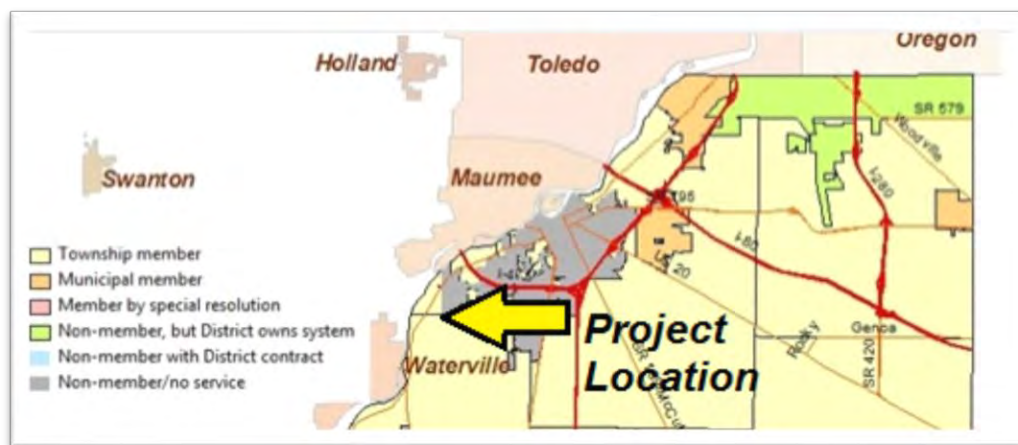 Oregon
Holland
Toledo
SR 579
Woodville
Swanton
Maumee
I-280
Township member
Municipal member
Member by special resolution
Non-member, but District owns system
Non-member with District contract
Non-member/no service
US 20
I-80
Project
Location
Genoa
Rocky
SR 420
Waterville